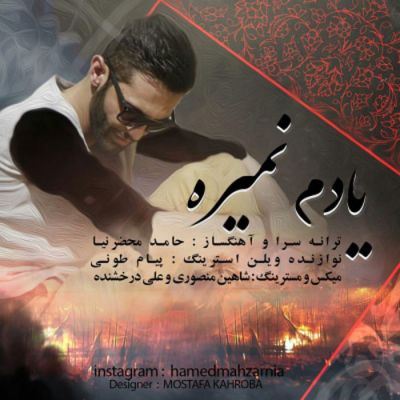 یادم نمیره
ترانه سرا و آهنگساز : حامد محضرنیا
نوازنده ویلن استرینگ : پیام طونی
میکس و مسترینگ : شاهین منصوری و علی درخشنده
instagram : hamedmahzarnia
Designer : MOSTAFA KAHROBA